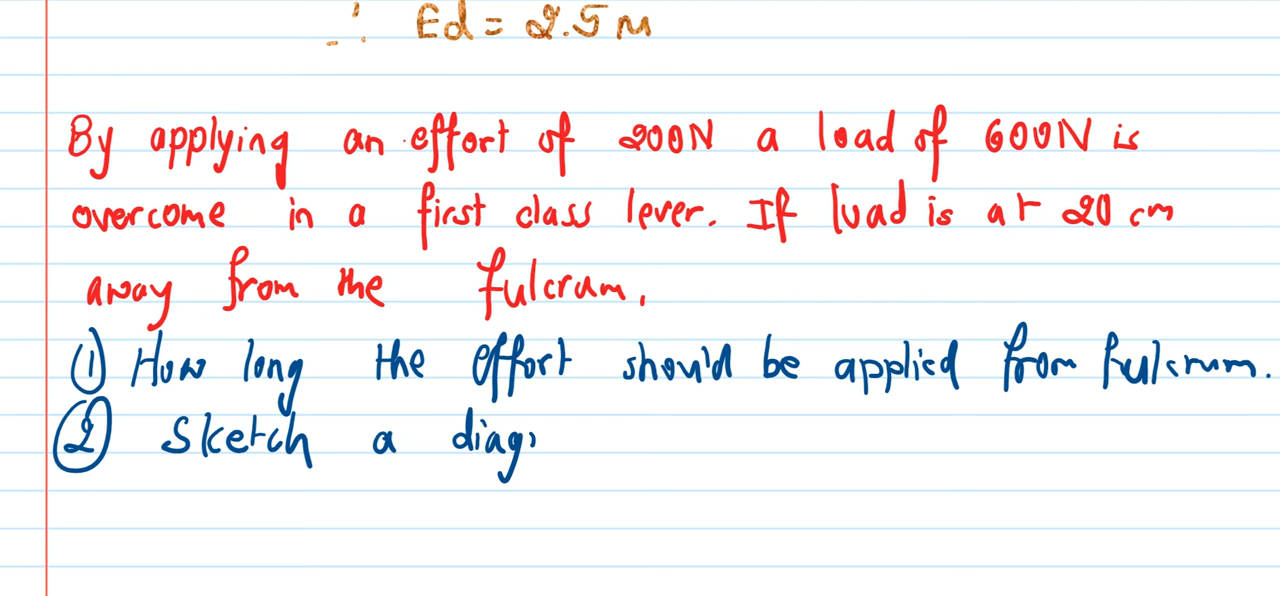 ∴ Ed = 2.5 m
By applying an effort of 200N a load of 600N is
overcome in a first class lever. If load is at 20 cm
away from the fulcrum.
① How long the effort should be applied from fulcrum.
② Sketch a diag